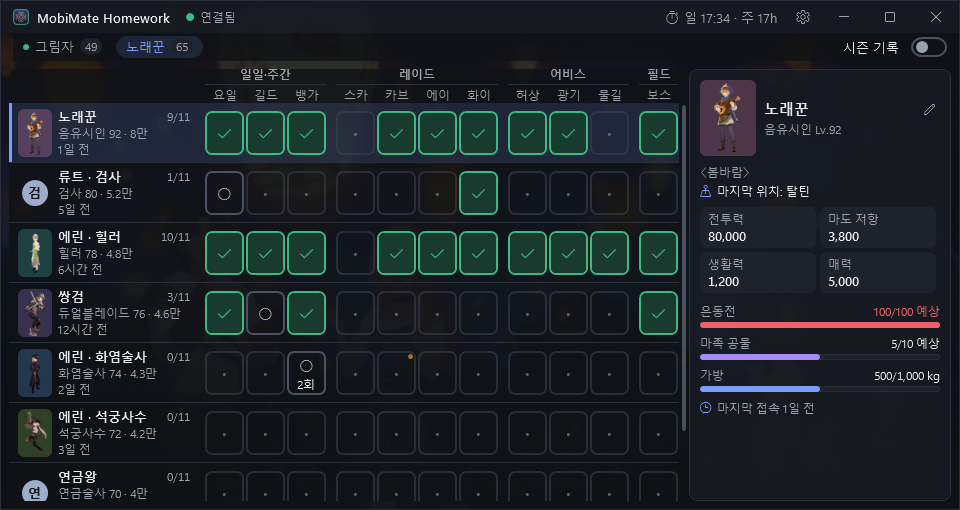 MobiMate Homework 연결됨 일 17:34 · 주 17h
그림자 49 노래꾼 65 시즌 기록
일일·주간 레이드 어비스 필드
요일 길드 뱅가 스카 카브 에이 화이 허상 광기 물길 보스
노래꾼 9/11
음유시인 92 · 8만
1일 전
검
류트 · 검사 1/11
검사 80 · 5.2만
5일 전
에린 · 힐러 10/11
힐러 78 · 4.8만
6시간 전
쌍검 3/11
듀얼블레이드 76 · 4.6만
12시간 전
에린 · 화염술사 0/11
화염술사 74 · 4.3만
2일 전
2회
에린 · 석궁사수 0/11
석궁사수 72 · 4.2만
3일 전
연
연금왕 0/11
연금술사 70 · 4만
노래꾼
음유시인 Lv.92
〈봄바람〉
마지막 위치: 탈틴
전투력 마도 저항
80,000 3,800
생활력 매력
1,200 5,000
은동전 100/100 예상
마족 공물 5/10 예상
가방 500/1,000 kg
마지막 접속 1일 전